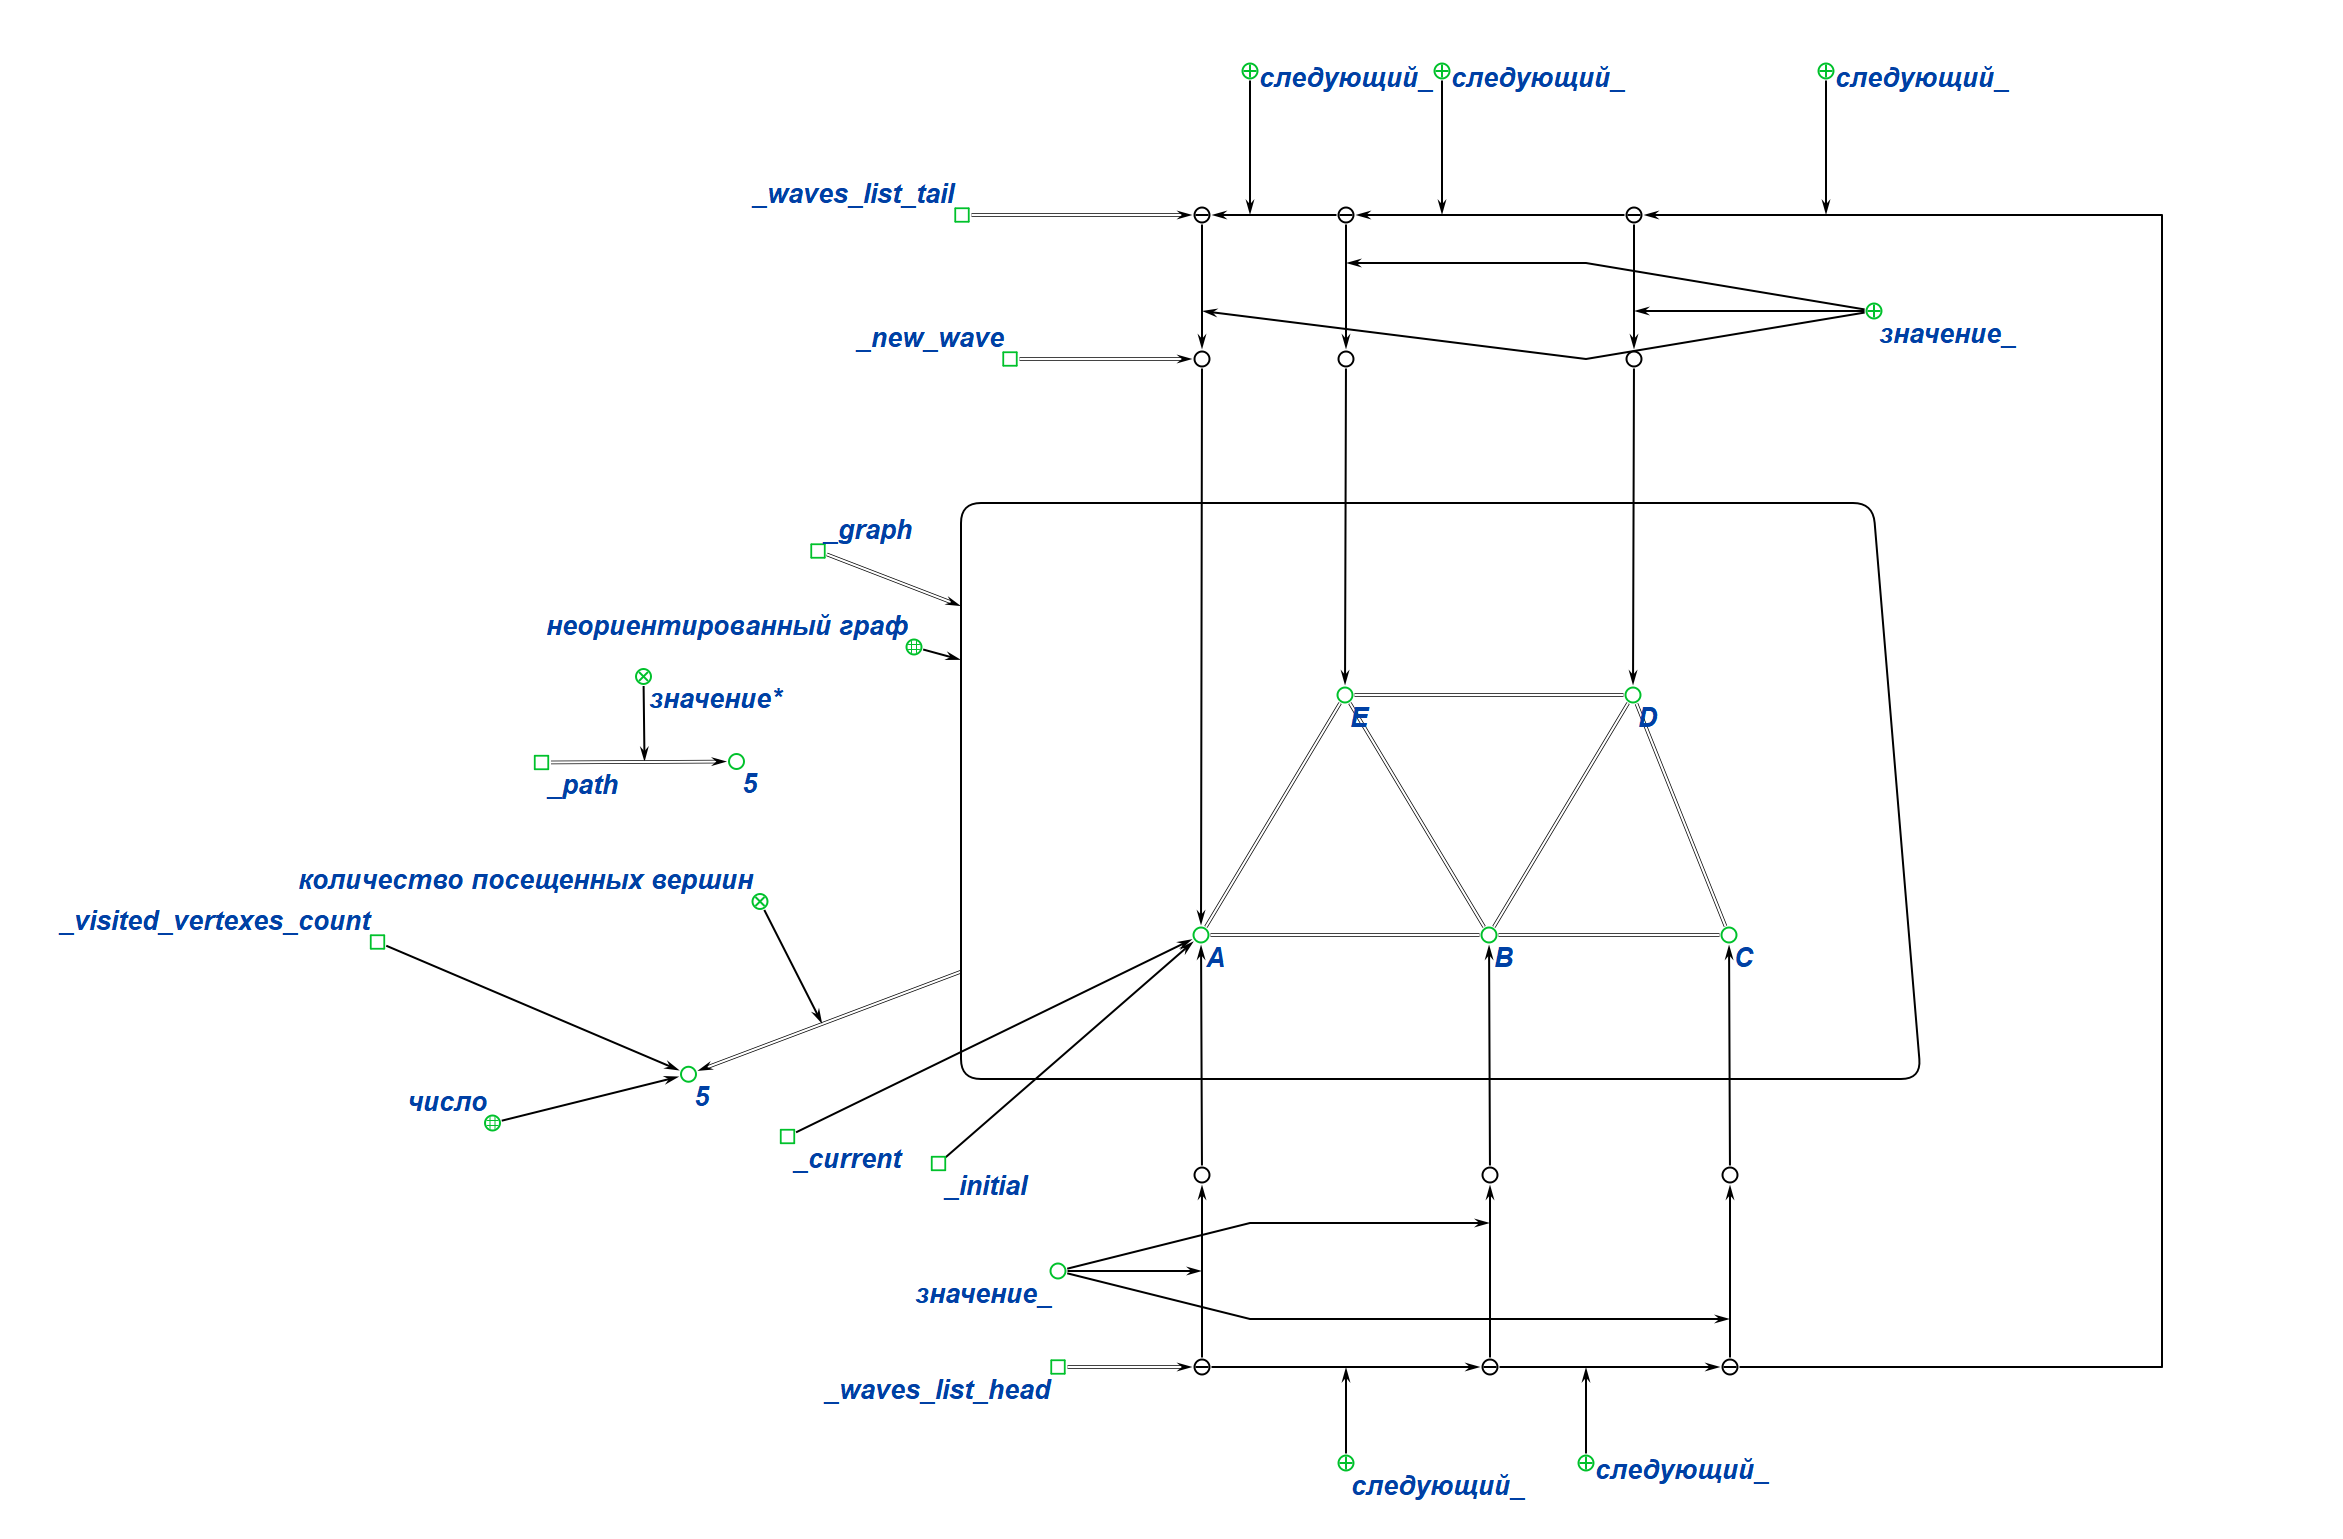 следующий_
следующий_
следующий_
_waves_list_tail
_new_wave
значение_
_graph
неориентированный граф
значение*
E
D
_path
5
количество посещенных вершин
_visited_vertexes_count
A
B
C
число
5
_current
_initial
значение_
_waves_list_head
следующий_
следующий_